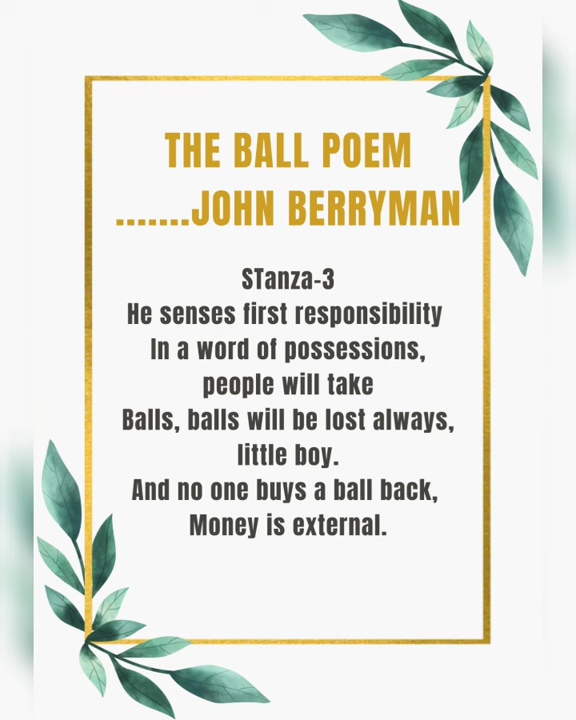 THE BALL POEM
.......JOHN BERRYMAN
STanza-3
He senses first responsibility
In a word of possessions,
people will take
Balls, balls will be lost always,
little boy.
And no one buys a ball back,
Money is external.